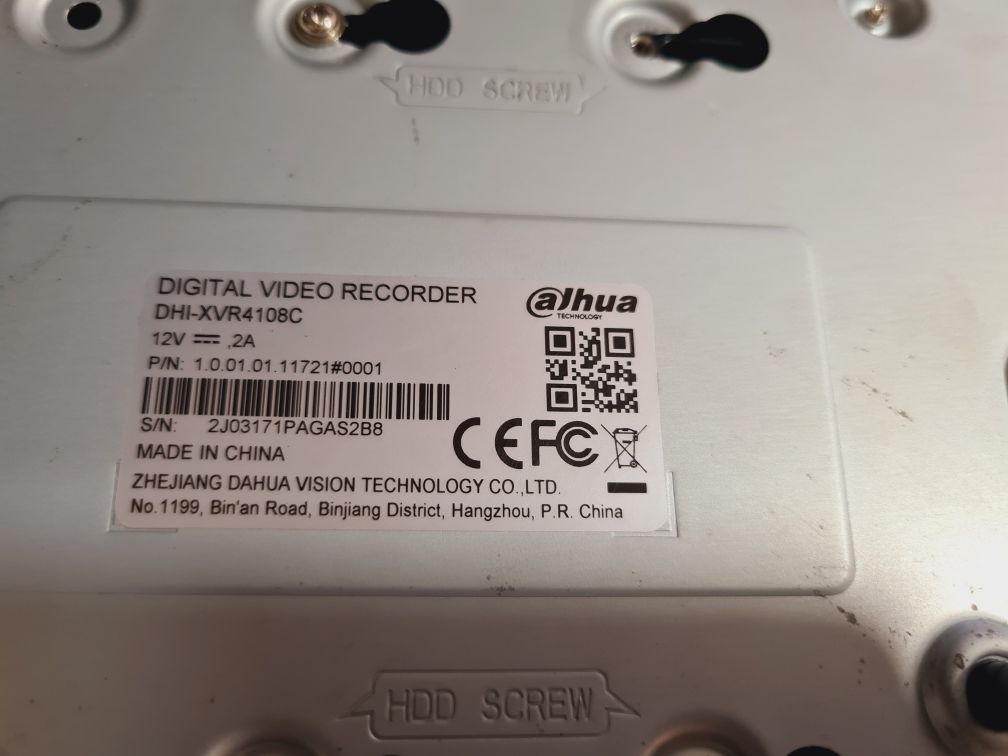 HDD SCREW
DIGITAL VIDEO RECORDER
DHI-XVR4108C
12V ⎓ ,2A
P/N: 1.0.01.01.11721#0001
S/N: 2J03171PAGAS2B8
MADE IN CHINA
ZHEJIANG DAHUA VISION TECHNOLOGY CO.,LTD.
No.1199, Bin'an Road, Binjiang District, Hangzhou, P.R. China
alhua
TECHNOLOGY
CE FC
HDD SCREW